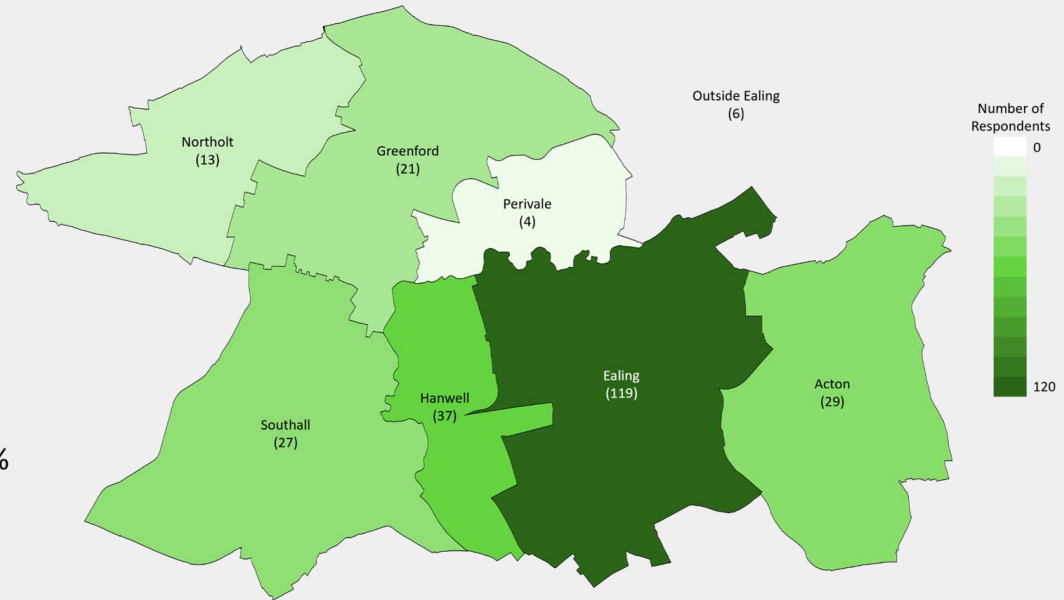 Northolt
(13)
Greenford
(21)
Perivale
(4)
Outside Ealing
(6)
Number of
Respondents
0
120
Southall
(27)
Hanwell
(37)
Ealing
(119)
Acton
(29)
%